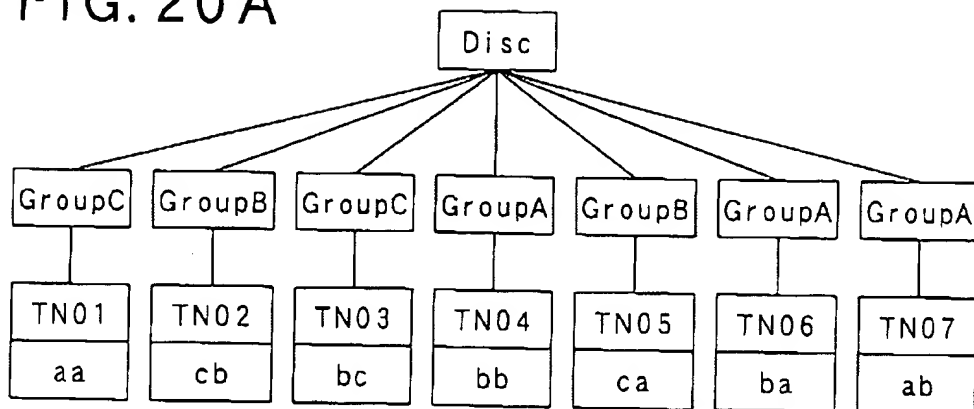 FIG. 20A
Disc
GroupC GroupB GroupC GroupA GroupB GroupA GroupA
TN01 TN02 TN03 TN04 TN05 TN06 TN07
aa cb bc bb ca ba ab